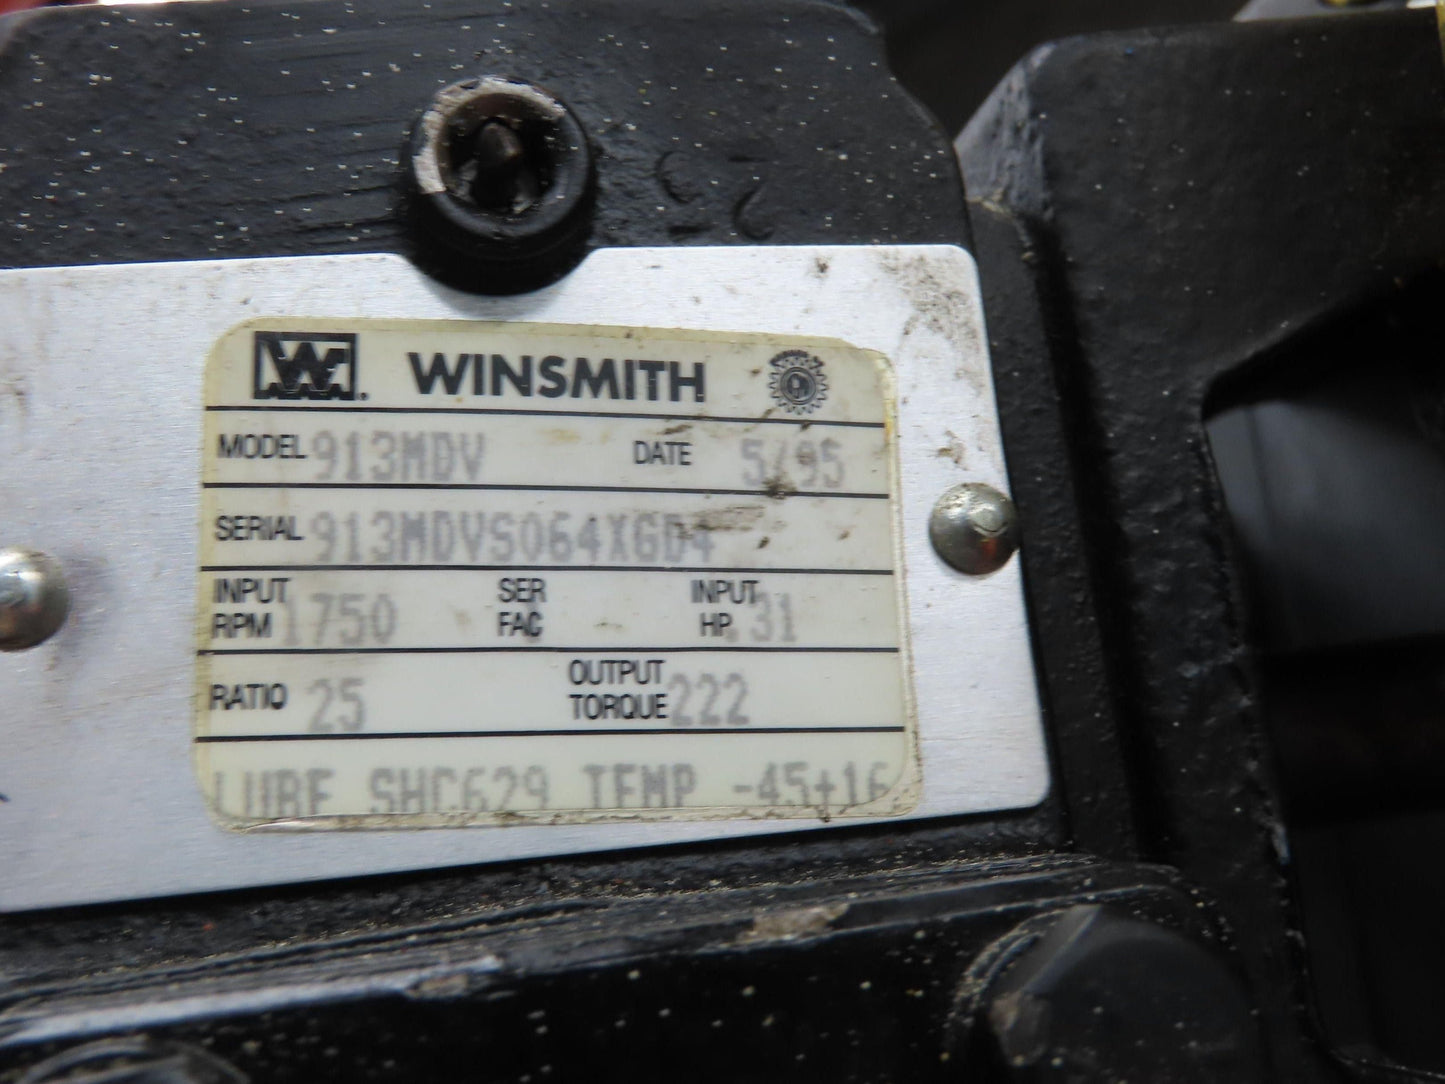 W. WINSMITH
MODEL 913MDV DATE 5/95
SERIAL 913MDVS064XGD4
INPUT RPM 1750 SER FAC INPUT HP .31
RATIO 25 OUTPUT TORQUE 222
LUBE SHC629 TEMP -45+16